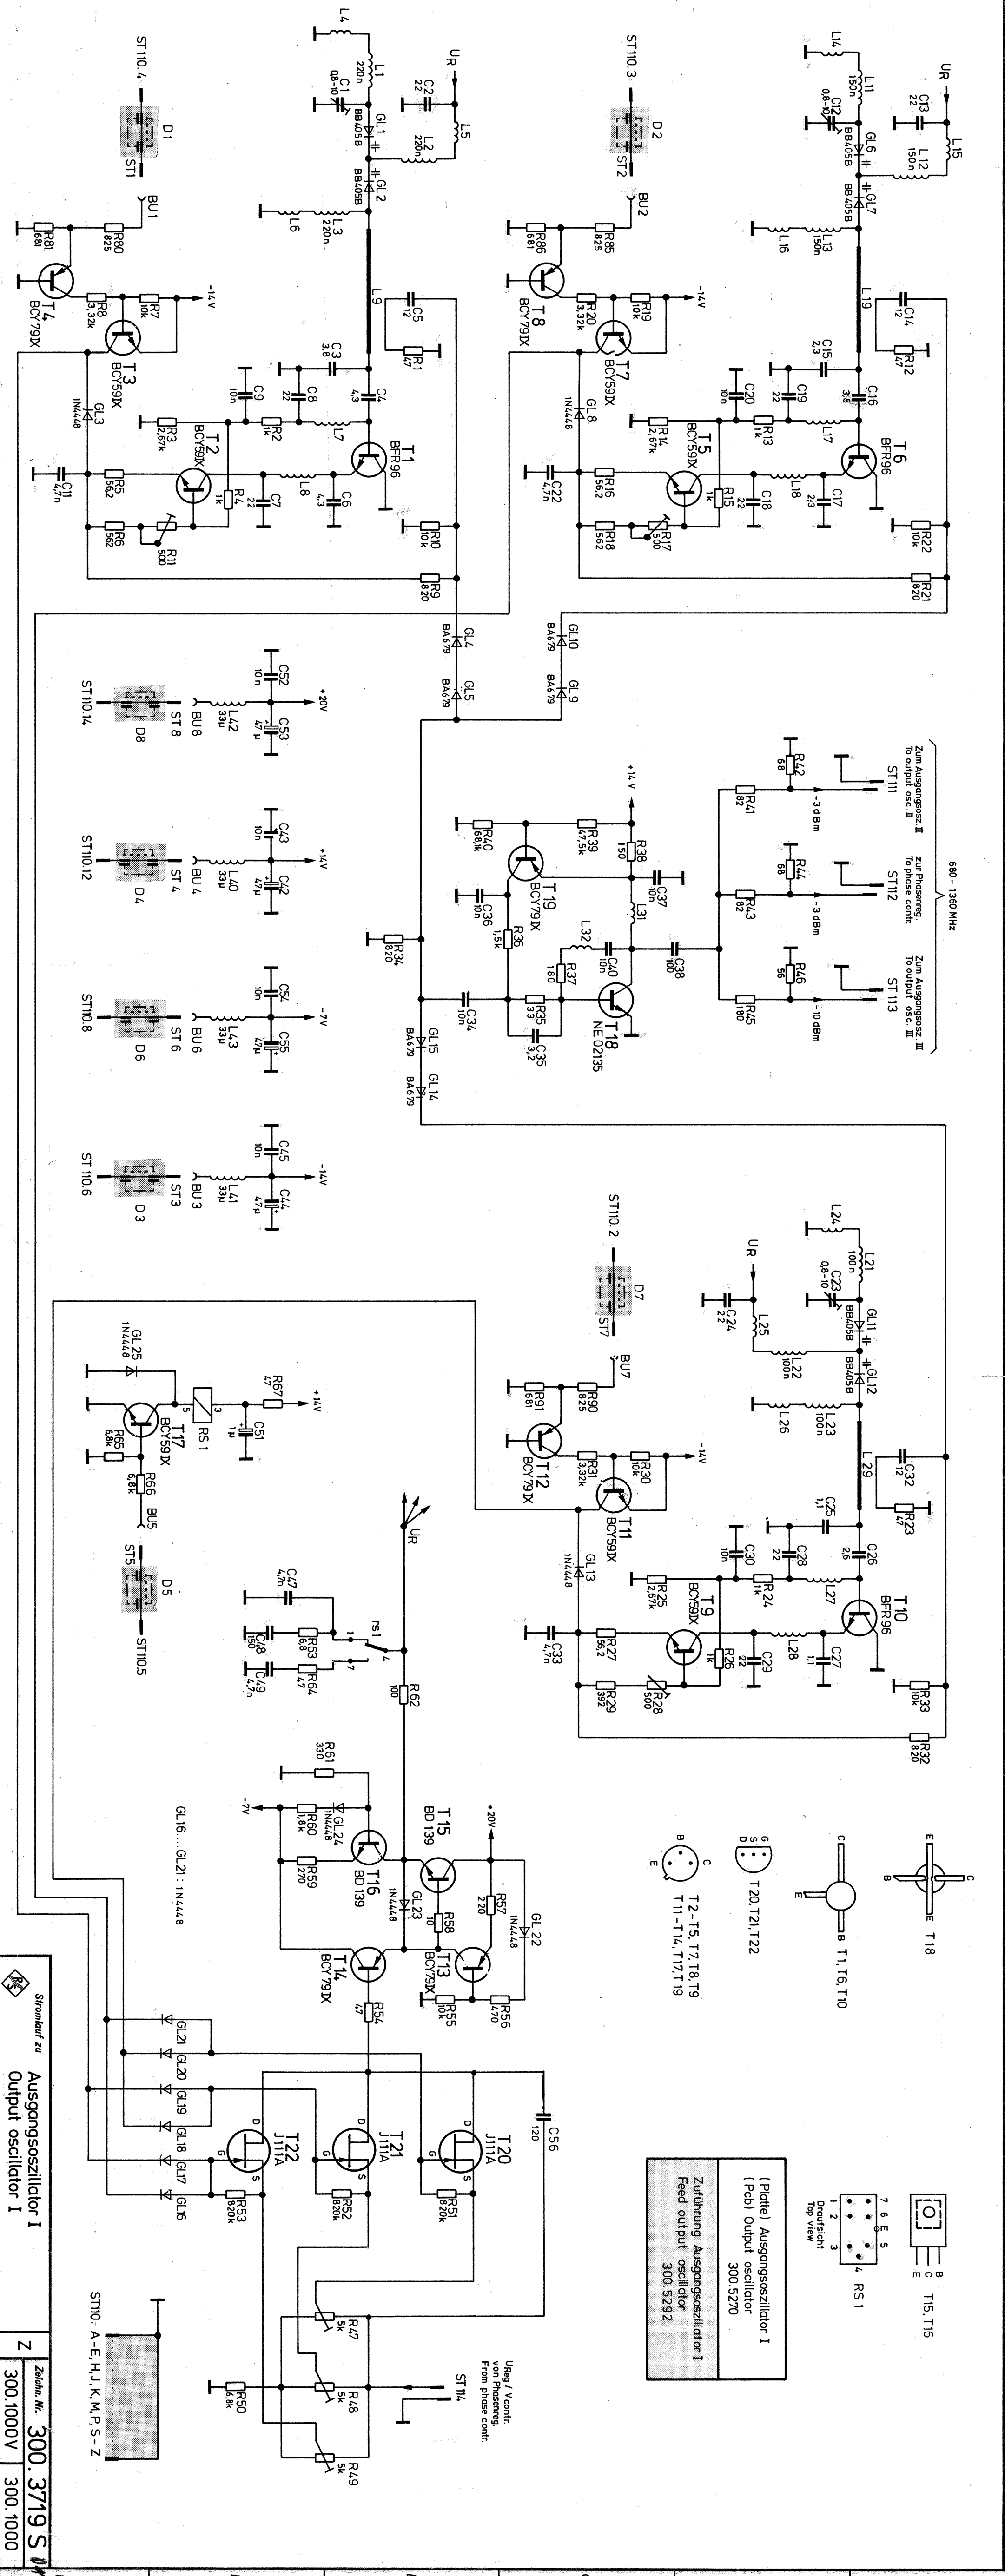 680 - 1360 MHz
Zum Ausgangsosz. II
To output osc. II
ST111
zur Phasenreg.
To phase contr.
ST112
Zum Ausgangsosz. III
To output osc. III
ST 113
-3 dBm
-3 dBm
-10 dBm
R42
68
R41
82
R44
68
R43
82
R46
56
R45
180
L14
L11
150n
C12
0,8-10
GL6
BB405B
UR
C13
22
L15
L12
150n
GL7
BB405B
L13
150n
L16
L19
C14
12
R12
47
C15
2,3
C16
3,8
T6
BFR96
L17
C19
22
R13
1k
C20
10n
R14
2,67k
T5
BCY59IX
R15
1k
L18
C17
2,3
C18
22
R16
56,2
R17
500
R18
562
C22
4,7n
R22
10k
R21
820
ST110.3
D2
ST2
BU2
R85
825
R86
681
T8
BCY79IX
R19
10k
R20
3,32k
-14V
T7
BCY59IX
GL8
1N4448
L4
L1
220n
C1
0,8-10
GL1
BB405B
UR
C2
22
L5
L2
220n
GL2
BB405B
L3
220n
L6
L9
C5
12
R1
47
C3
3,8
C4
4,3
T1
BFR96
L7
C8
22
R2
1k
C9
10n
R3
2,67k
T2
BCY59IX
R4
1k
L8
C6
4,3
C7
22
R5
56,2
R6
562
R11
500
C11
4,7n
R10
10k
R9
820
ST110.4
D1
ST1
BU1
R80
825
R81
681
T4
BCY79IX
R7
10k
R8
3,32k
-14V
T3
BCY59IX
GL3
1N4448
GL4
BA679
GL5
BA679
GL10
BA679
GL9
BA679
+14 V
R38
150
R39
47,5k
R40
68,1k
T19
BCY79IX
C37
10n
L31
C36
10n
R36
1,5k
L32
C40
10n
R37
180
C38
100
T18
NE 02135
R35
33
C35
3,2
C34
10n
R34
820
GL15
BA679
GL14
BA679
+20V
C52
10n
C53
47µ
L42
33µ
BU8
ST8
D8
ST110.14
+14V
C43
10n
C42
47µ
L40
33µ
BU4
ST4
D4
ST110.12
-7V
C54
10n
C55
47µ
L43
33µ
BU6
ST6
D6
ST110.8
-14V
C45
10n
C44
47µ
L41
33µ
BU3
ST3
D3
ST110.6
L24
L21
100n
C23
0,8-10
GL11
BB405B
UR
C24
22
L25
L22
100n
GL12
BB405B
L23
100n
L26
L29
C32
12
R23
47
C25
1,1
C26
2,6
T10
BFR96
L27
C28
22
R24
1k
C30
10n
R25
2,67k
T9
BCY59IX
R26
1k
L28
C27
1,1
C29
22
R27
56,2
R28
500
R29
392
C33
4,7n
R33
10k
R32
820
ST110.2
D7
ST7
BU7
R90
825
R91
681
T12
BCY79IX
R30
10k
R31
3,32k
-14V
T11
BCY59IX
GL13
1N4448
+14V
R67
47
C51
1µ
RS1
3
5
GL25
1N4448
T17
BCY59IX
R65
6,8k
R66
6,8k
BU5
ST5
D5
ST110.5
UR
C47
4,7n
rs1
1
4
7
R63
6,8
C48
150
R64
47
C49
4,7n
R62
100
R61
330
GL24
1N4448
R60
1,8k
-7V
R59
270
T16
BD139
T15
BD139
GL23
1N4448
R58
10
+20V
R57
220
GL22
1N4448
T13
BCY79IX
R56
470
R55
10k
T14
BCY79IX
R54
47
GL16....GL21: 1N4448
GL21
GL20
GL19
GL18
GL17
GL16
T20
J111A
D
S
G
R51
820k
T21
J111A
S
G
R52
820k
T22
J111A
D
S
G
R53
820k
C56
120
R47
5k
R48
5k
R49
5k
R50
6,8k
ST114
UReg / Vcontr.
von Phasenreg.
From phase contr.
E
C
B
E
T18
C
E
B
T1, T6, T10
G
S
D
T20, T21, T22
B
C
E
T2 - T5, T7, T8, T9
T11 - T14, T17, T19
B
C
E
T15, T16
7 6 E 5
1 2 3 4
RS1
Draufsicht
Top view
(Platte) Ausgangsoszillator I
(Pcb) Output oscillator
300.5270
Zuführung Ausgangsoszillator I
Feed output oscillator
300.5292
ST110: A-E,H,J,K,M,P,S-Z
R&S
Stromlauf zu
Ausgangsoszillator I
Output oscillator I
Z
Zeichn. Nr.
300.3719 S
300.1000V
300.1000